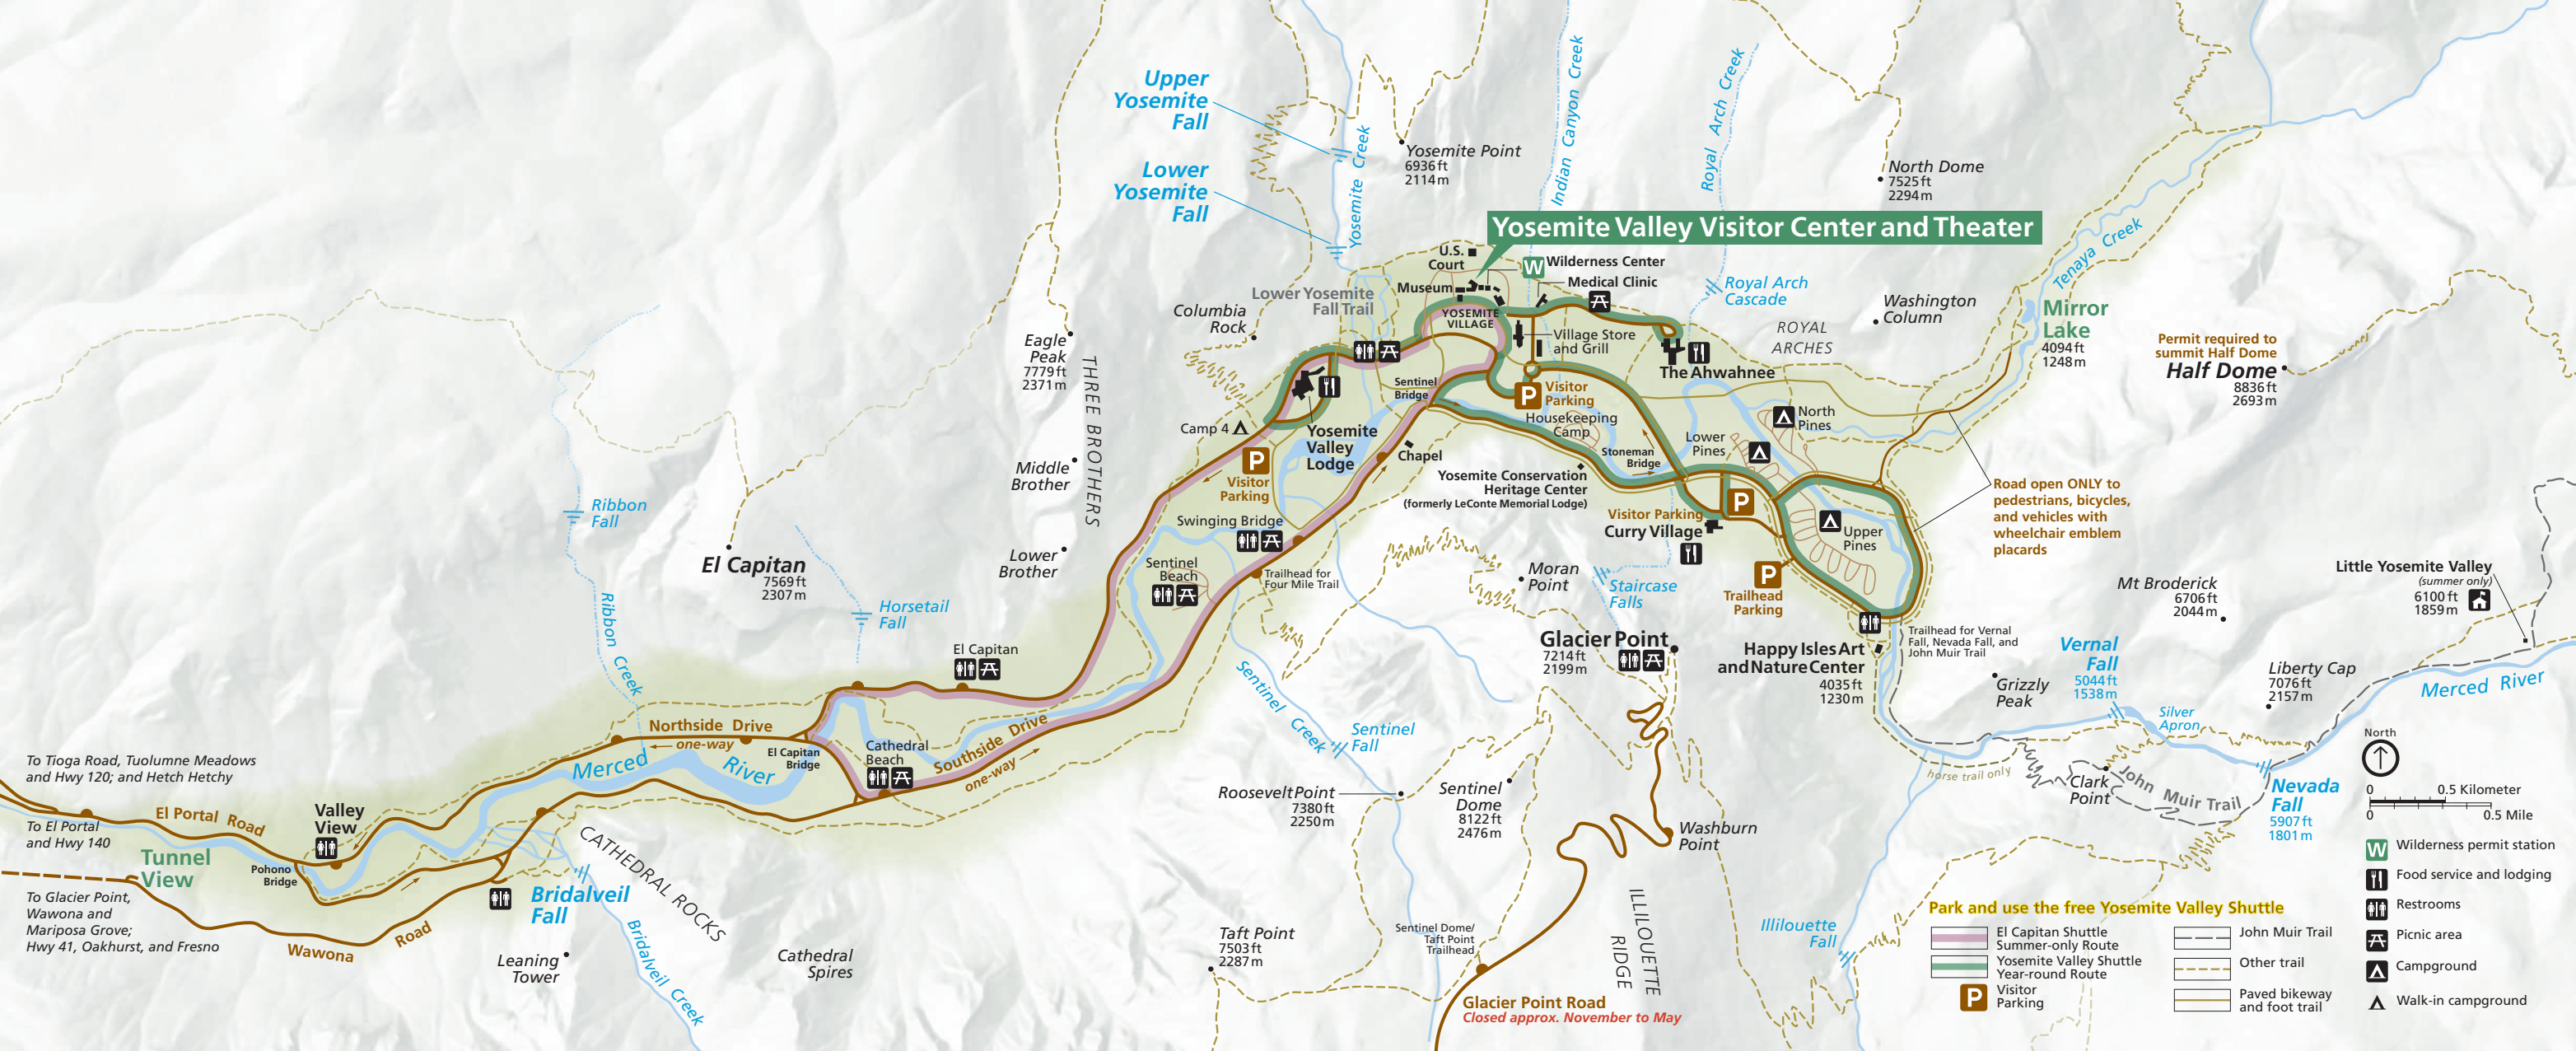 Upper
Yosemite
Fall
Lower
Yosemite
Fall
Yosemite Creek
Indian Canyon Creek
Royal Arch Creek
Yosemite Point
6936 ft
2114 m
North Dome
7525 ft
2294 m
Yosemite Valley Visitor Center and Theater
U.S.
Court
W
Wilderness Center
Medical Clinic
Museum
YOSEMITE
VILLAGE
Lower Yosemite
Fall Trail
Columbia
Rock
Royal Arch
Cascade
Washington
Column
ROYAL
ARCHES
Tenaya Creek
Mirror
Lake
4094 ft
1248 m
Permit required to
summit Half Dome
Half Dome
8836 ft
2693 m
Eagle
Peak
7779 ft
2371 m
THREE BROTHERS
Village Store
and Grill
The Ahwahnee
Sentinel
Bridge
P
Visitor
Parking
Housekeeping
Camp
North
Pines
Lower
Pines
Camp 4
Yosemite
Valley
Lodge
Chapel
Stoneman
Bridge
Middle
Brother
P
Visitor
Parking
Yosemite Conservation
Heritage Center
(formerly LeConte Memorial Lodge)
Visitor Parking
P
Curry Village
Upper
Pines
Road open ONLY to
pedestrians, bicycles,
and vehicles with
wheelchair emblem
placards
Ribbon
Fall
Swinging Bridge
El Capitan
7569 ft
2307 m
Lower
Brother
Sentinel
Beach
Trailhead for
Four Mile Trail
Moran
Point
Staircase
Falls
P
Trailhead
Parking
Mt Broderick
6706 ft
2044 m
Little Yosemite Valley
(summer only)
6100 ft
1859 m
Ribbon Creek
Horsetail
Fall
El Capitan
Glacier Point
7214 ft
2199 m
Happy Isles Art
and Nature Center
4035 ft
1230 m
Trailhead for Vernal
Fall, Nevada Fall, and
John Muir Trail
Vernal
Fall
5044 ft
1538 m
Grizzly
Peak
Liberty Cap
7076 ft
2157 m
Merced River
Silver
Apron
Sentinel Creek
Sentinel
Fall
Northside Drive
one-way
El Capitan
Bridge
Cathedral
Beach
Southside Drive
one-way
Merced River
To Tioga Road, Tuolumne Meadows
and Hwy 120; and Hetch Hetchy
El Portal Road
To El Portal
and Hwy 140
Valley
View
Tunnel
View
Pohono
Bridge
To Glacier Point,
Wawona and
Mariposa Grove;
Hwy 41, Oakhurst, and Fresno
Wawona Road
Bridalveil
Fall
CATHEDRAL ROCKS
Bridalveil Creek
Leaning
Tower
Cathedral
Spires
Roosevelt Point
7380 ft
2250 m
Sentinel
Dome
8122 ft
2476 m
Washburn
Point
horse trail only
Clark
Point
John Muir Trail
Nevada
Fall
5907 ft
1801 m
Taft Point
7503 ft
2287 m
Sentinel Dome/
Taft Point
Trailhead
ILLILOUETTE
RIDGE
Illilouette
Fall
Glacier Point Road
Closed approx. November to May
North
0 0.5 Kilometer
0 0.5 Mile
W Wilderness permit station
Food service and lodging
Restrooms
Picnic area
Campground
Walk-in campground
Park and use the free Yosemite Valley Shuttle
El Capitan Shuttle
Summer-only Route
Yosemite Valley Shuttle
Year-round Route
P
Visitor
Parking
John Muir Trail
Other trail
Paved bikeway
and foot trail